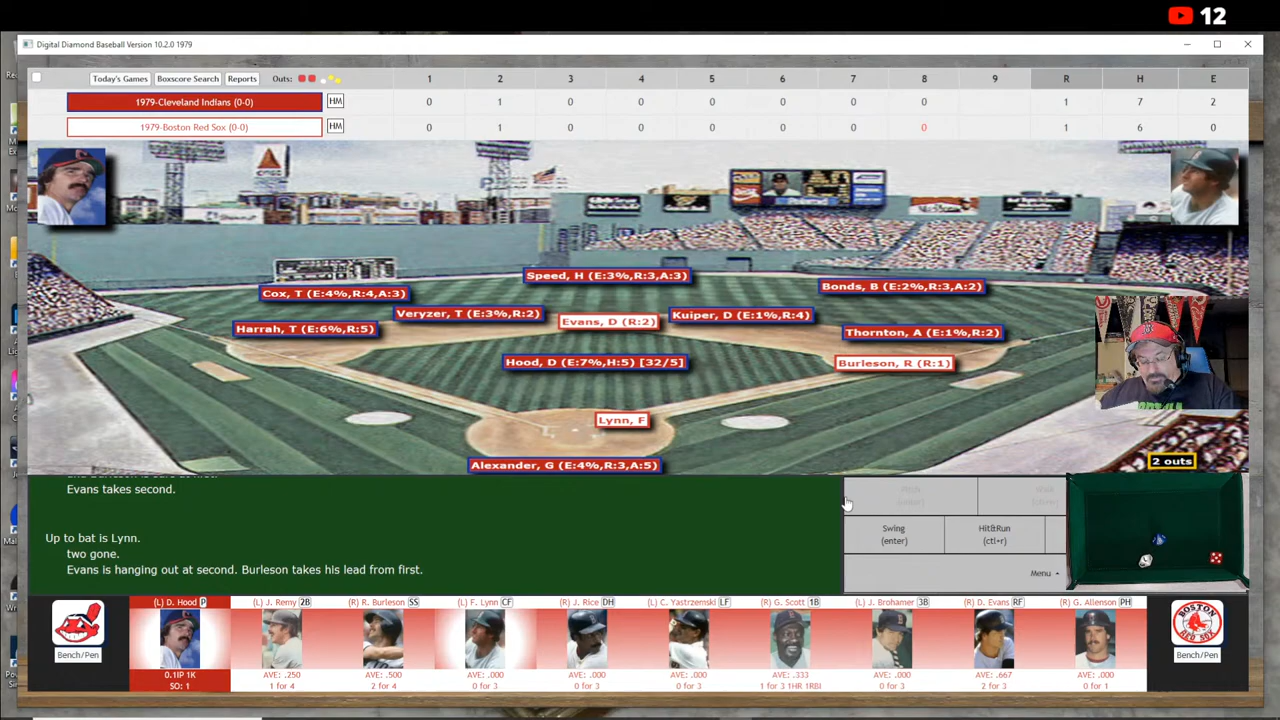 12
Digital Diamond Baseball Version 10.2.0 1979
Today's Games Boxscore Search Reports Outs: 1 2 3 4 5 6 7 8 9 R H E
1979-Cleveland Indians (0-0) HM 0 1 0 0 0 0 0 0 1 7 2
1979-Boston Red Sox (0-0) HM 0 1 0 0 0 0 0 0 1 6 0
CITGO
Polaroid
Speed, H (E:3%,R:3,A:3)
Cox, T (E:4%,R:4,A:3)
Bonds, B (E:2%,R:3,A:2)
Veryzer, T (E:3%,R:2)
Evans, D (R:2)
Kuiper, D (E:1%,R:4)
Harrah, T (E:6%,R:5)
Thornton, A (E:1%,R:2)
Hood, D (E:7%,H:5) [32/5]
Burleson, R (R:1)
Lynn, F
Alexander, G (E:4%,R:3,A:5)
2 outs
Evans takes second.
Up to bat is Lynn.
two gone.
Evans is hanging out at second. Burleson takes his lead from first.
Pitch
(enter)
Swing
(enter)
Hit&Run
(ctl+r)
Menu
(L) D. Hood P (L) J. Remy 2B (R) R. Burleson SS (L) F. Lynn CF (R) J. Rice DH (L) C. Yastrzemski LF (R) G. Scott 1B (L) J. Brohamer 3B (R) D. Evans RF (R) G. Allenson PH
Bench/Pen
0.1IP 1K AVE: .250 AVE: .500 AVE: .000 AVE: .000 AVE: .000 AVE: .333 AVE: .000 AVE: .667 AVE: .000
SO: 1 1 for 4 2 for 4 0 for 3 0 for 3 0 for 3 1 for 3 1HR 1RBI 0 for 3 2 for 3 0 for 1
BOSTON
RED SOX
Bench/Pen